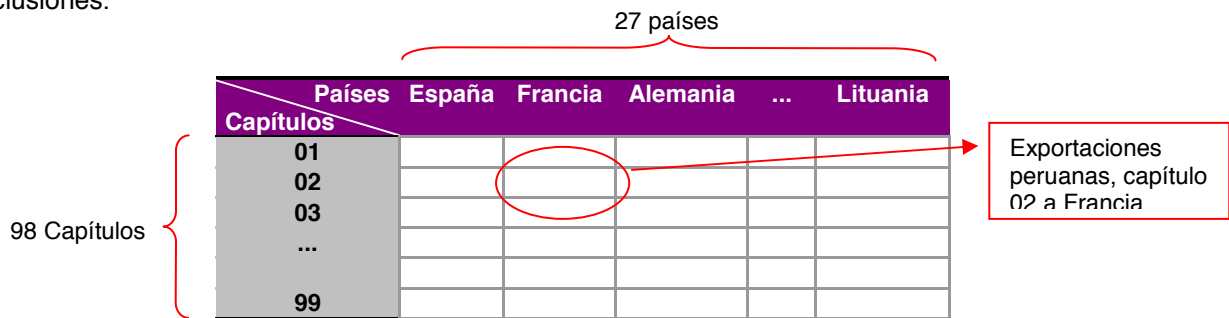 clusiones:
27 países
Países España Francia Alemania ... Lituania
Capítulos
01
02
03
...
99
98 Capítulos
Exportaciones
peruanas, capítulo
02 a Francia